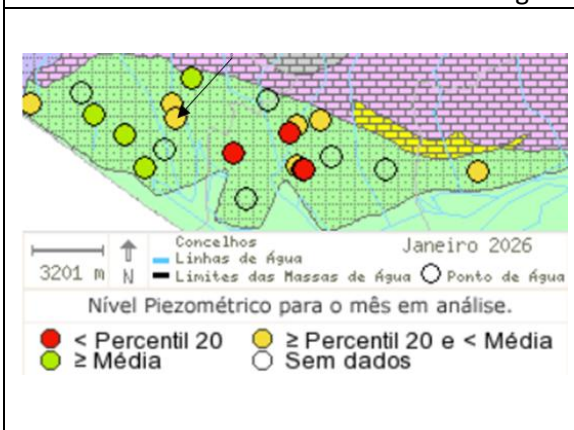 Concelhos
Janeiro 2026
Linhas de Água
3201 m
N
Limites das Massas de Água
Ponto de Água
Nível Piezométrico para o mês em análise.
< Percentil 20
≥ Percentil 20 e < Média
≥ Média
Sem dados